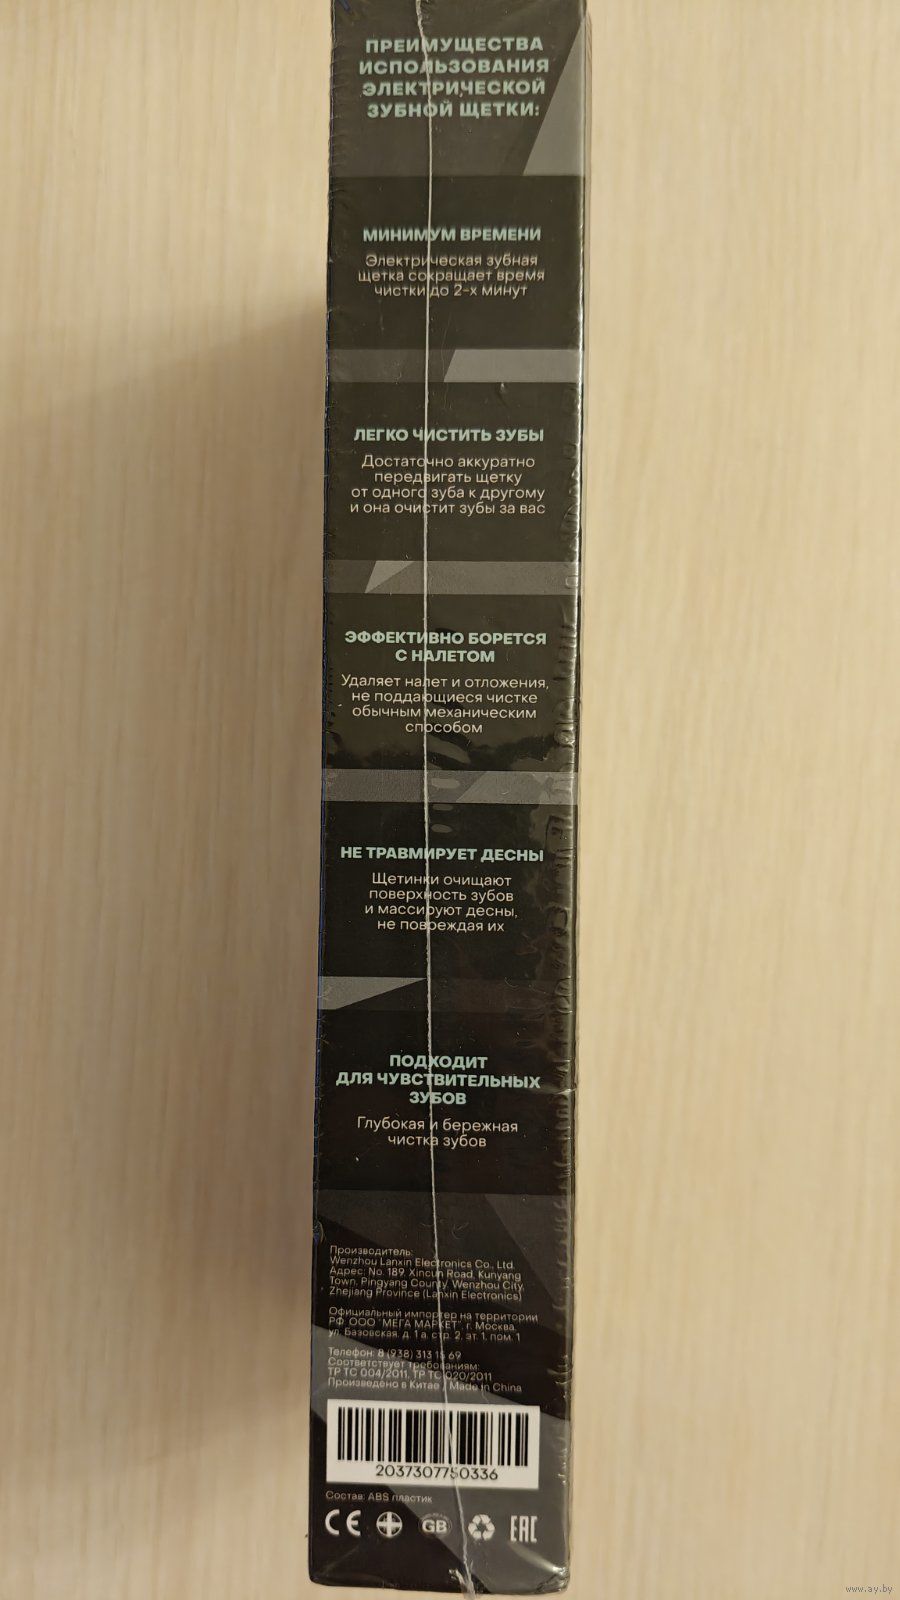 ПРЕИМУЩЕСТВА
ИСПОЛЬЗОВАНИЯ
ЭЛЕКТРИЧЕСКОЙ
ЗУБНОЙ ЩЕТКИ:
МИНИМУМ ВРЕМЕНИ
Электрическая зубная
щетка сокращает время
чистки до 2-х минут
ЛЕГКО ЧИСТИТЬ ЗУБЫ
Достаточно аккуратно
передвигать щетку
от одного зуба к другому
и она очистит зубы за вас
ЭФФЕКТИВНО БОРЕТСЯ
С НАЛЕТОМ
Удаляет налет и отложения,
не поддающиеся чистке
обычным механическим
способом
НЕ ТРАВМИРУЕТ ДЕСНЫ
Щетинки очищают
поверхность зубов
и массируют десны,
не повреждая их
ПОДХОДИТ
ДЛЯ ЧУВСТВИТЕЛЬНЫХ
ЗУБОВ
Глубокая и бережная
чистка зубов
Производитель:
Wenzhou Lanxin Electronics Co., Ltd.
Адрес: No. 189, Xincun Road, Kunyang
Town, Pingyang County, Wenzhou City,
Zhejiang Province (Lanxin Electronics)
Официальный импортер на территории
РФ: ООО "МЕГА МАРКЕТ", г. Москва,
ул. Базовская, д. 1 а, стр. 2, эт. 1, пом. 1
Телефон: 8 (938) 313 15 69
Соответствует требованиям:
ТР ТС 004/2011, ТР ТС 020/2011
Произведено в Китае / Made in China
2037307750336
Состав: ABS пластик
CE GB EAC
www.ay.by